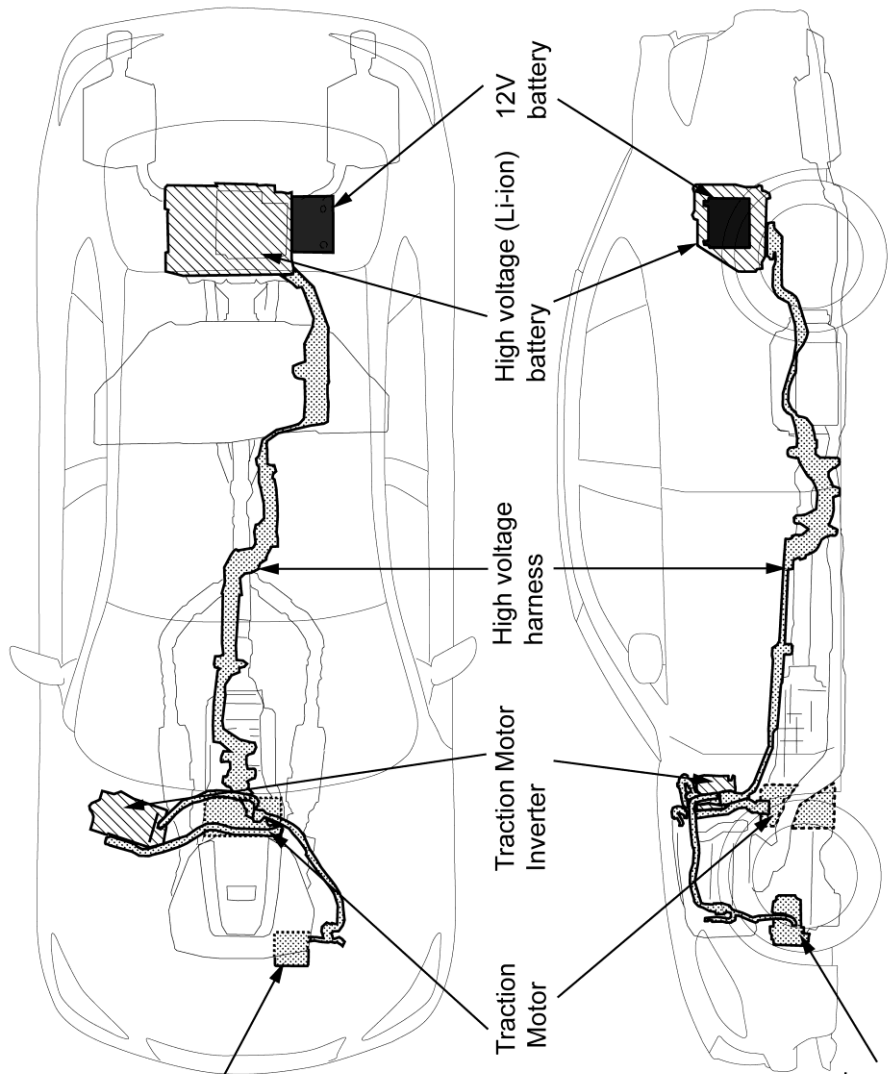 12V
battery
High voltage (Li-ion)
battery
High voltage
harness
Traction Motor
Inverter
Traction
Motor